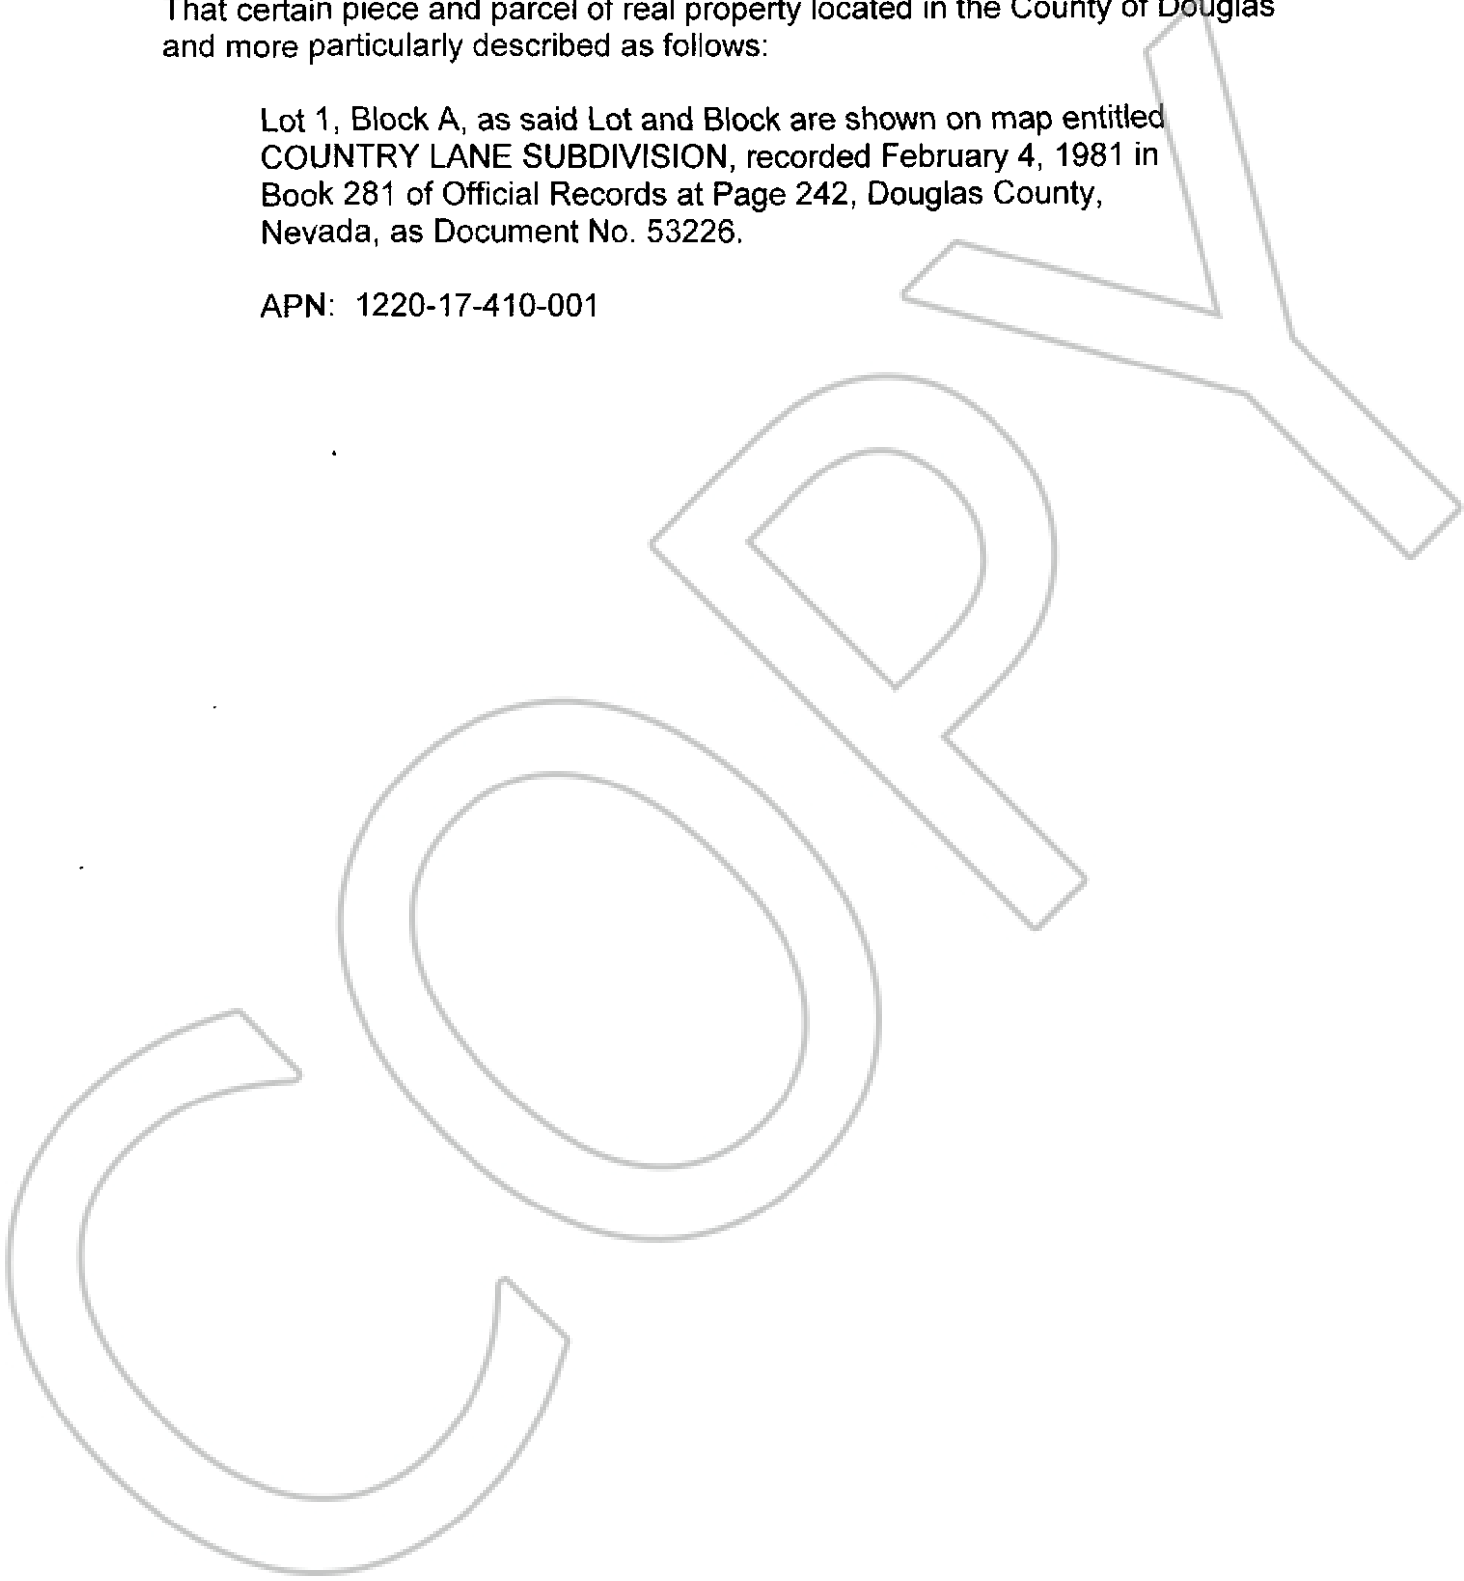 That certain piece and parcel of real property located in the County of Douglas
and more particularly described as follows:
Lot 1, Block A, as said Lot and Block are shown on map entitled
COUNTRY LANE SUBDIVISION, recorded February 4, 1981 in
Book 281 of Official Records at Page 242, Douglas County,
Nevada, as Document No. 53226.
APN: 1220-17-410-001
COPY